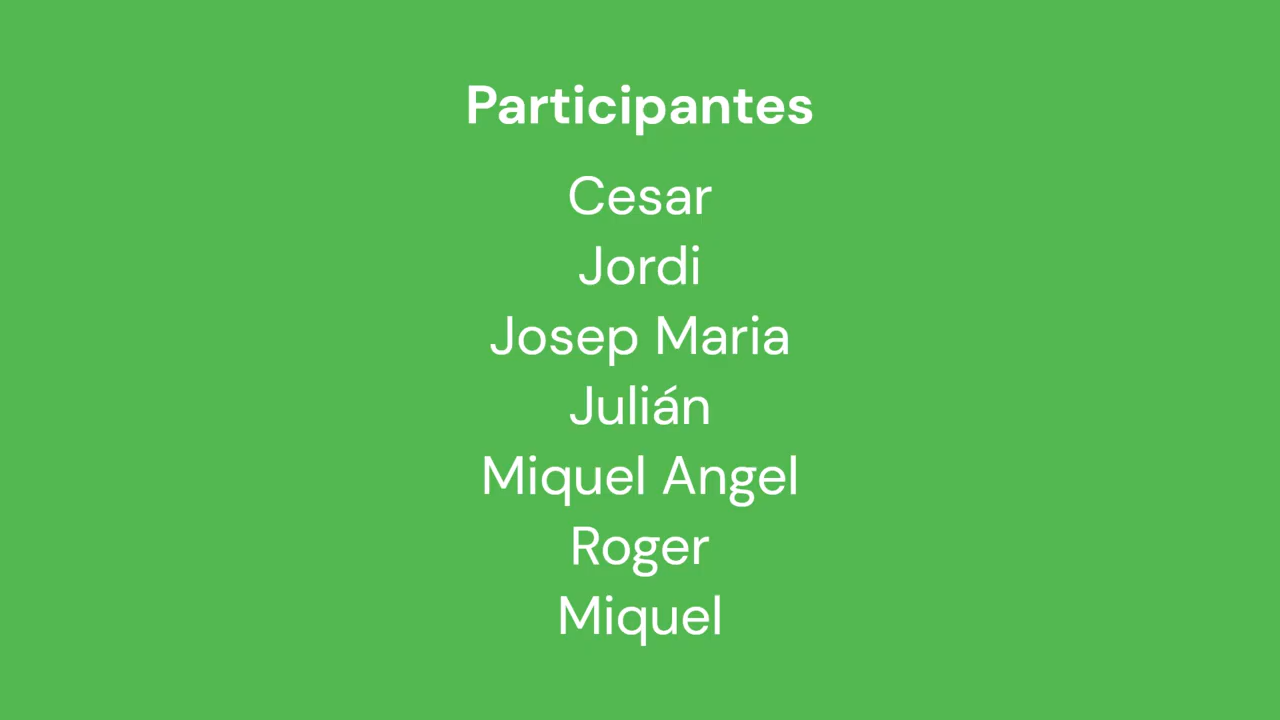 Participantes
Cesar
Jordi
Josep Maria
Julián
Miquel Angel
Roger
Miquel